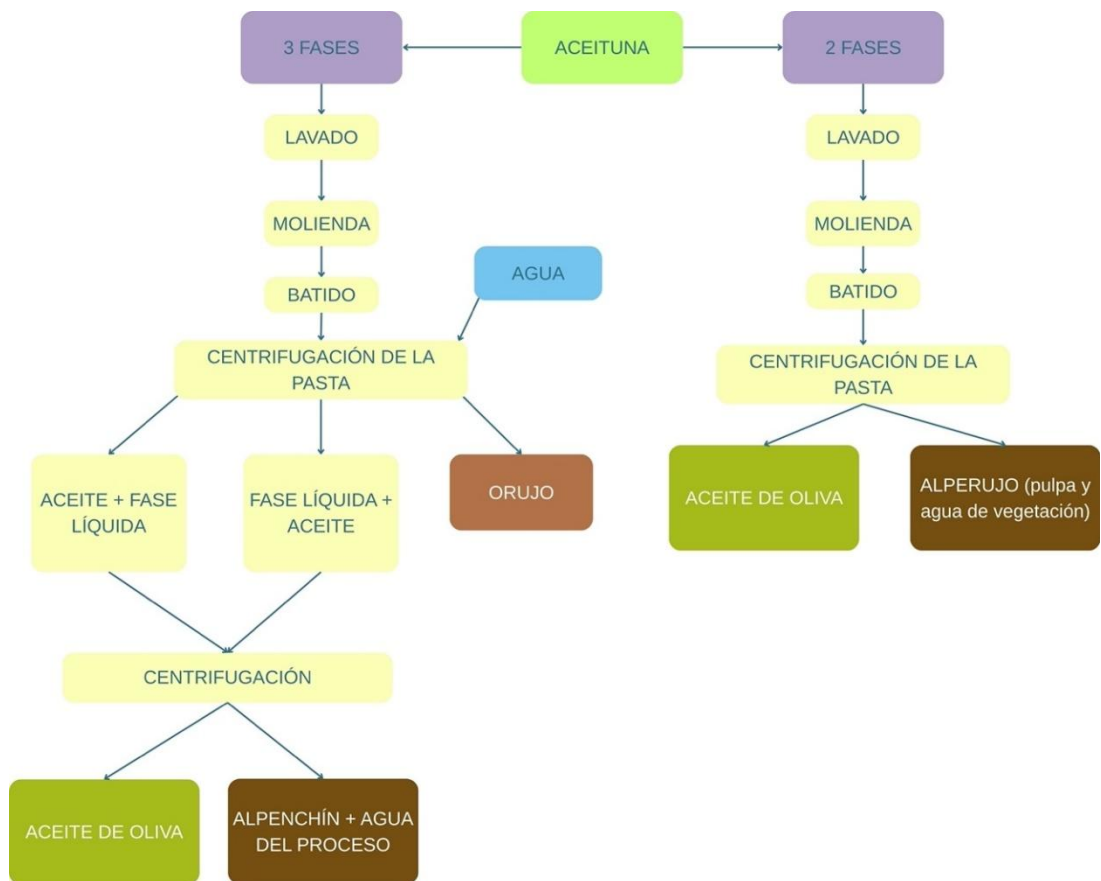 3 FASES
ACEITUNA
2 FASES
LAVADO
MOLIENDA
BATIDO
AGUA
CENTRIFUGACIÓN DE LA
PASTA
ACEITE + FASE
LÍQUIDA
FASE LÍQUIDA +
ACEITE
ORUJO
CENTRIFUGACIÓN
ACEITE DE OLIVA
ALPENCHÍN + AGUA
DEL PROCESO
LAVADO
MOLIENDA
BATIDO
CENTRIFUGACIÓN DE LA
PASTA
ACEITE DE OLIVA
ALPERUJO (pulpa y
agua de vegetación)